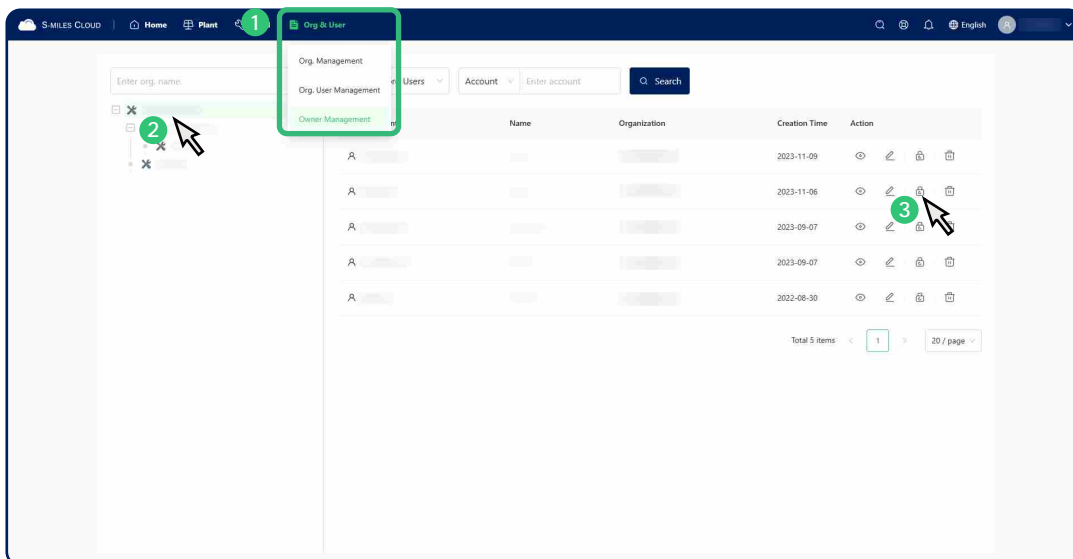 S-MILES CLOUD Home Plant 1 Org & User English
Org. Management
Enter org. name Users Account Enter account Search
Org. User Management
Owner Management
Name Organization Creation Time Action
2
2023-11-09
2023-11-06
3
2023-09-07
2023-09-07
2022-08-30
Total 5 items < 1 > 20 / page